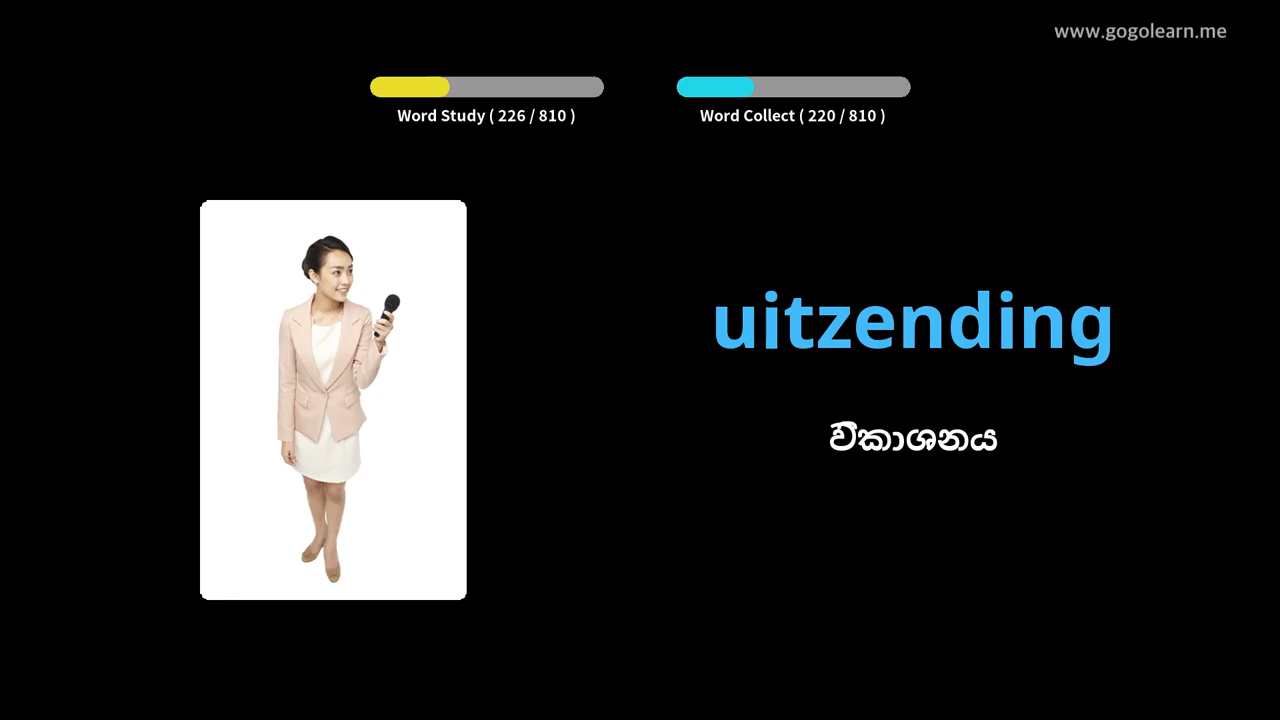 www.gogolearn.me
Word Study ( 226 / 810 )
Word Collect ( 220 / 810 )
uitzending
විකාශනය